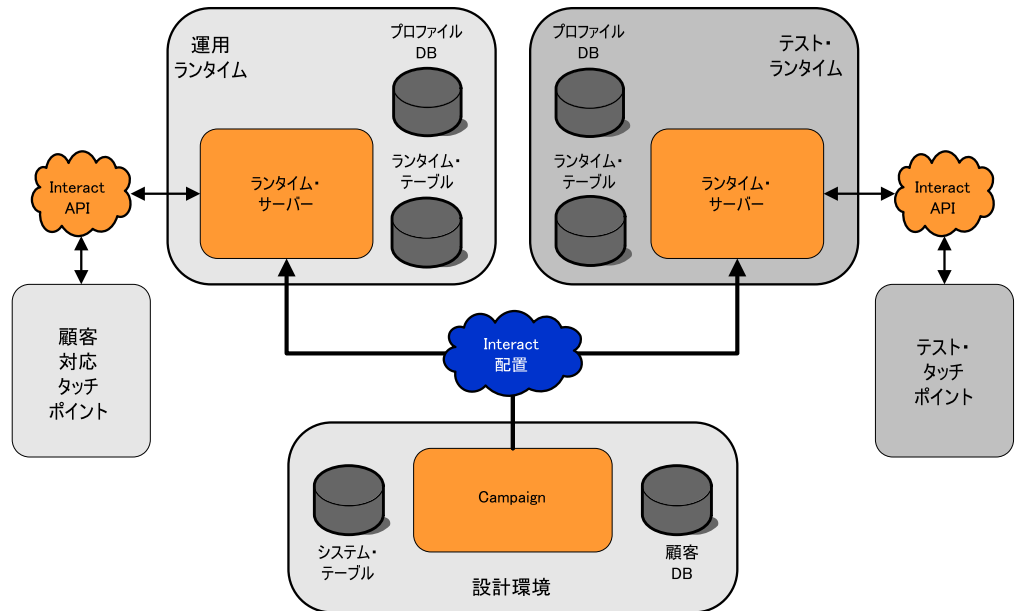 運用
ランタイム
プロファイル
DB
ランタイム・
サーバー
ランタイム・
テーブル
プロファイル
DB
テスト・
ランタイム
ランタイム・
テーブル
ランタイム・
サーバー
Interact
API
Interact
API
顧客
対応
タッチ
ポイント
Interact
配置
テスト・
タッチ
ポイント
Campaign
システム・
テーブル
顧客
DB
設計環境